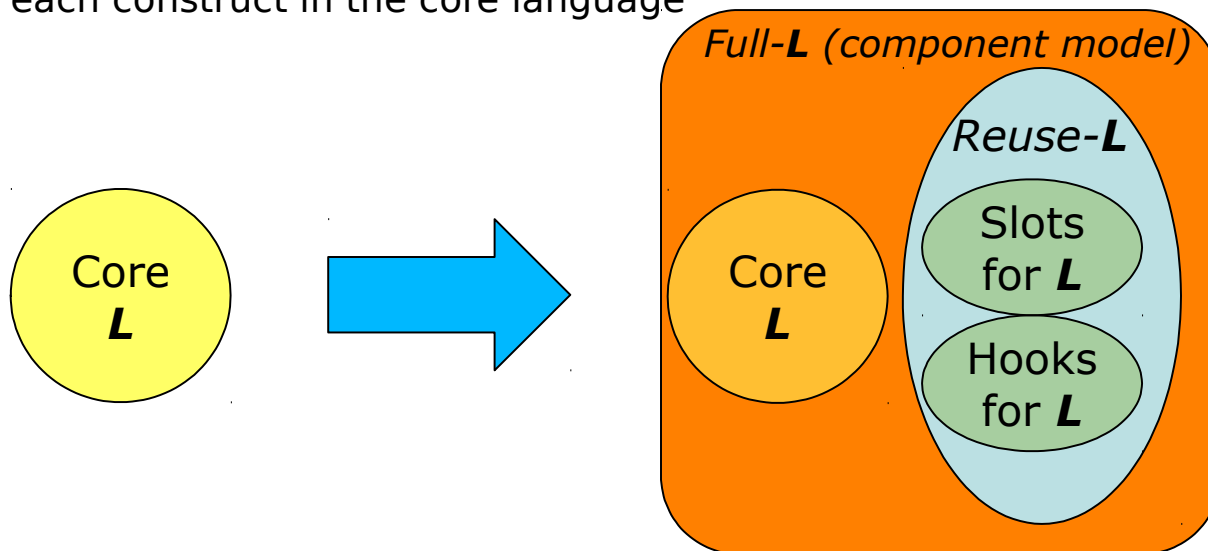 each construct in the core language
Full-L (component model)
Reuse-L
Core
L
Core
L
Slots
for L
Hooks
for L